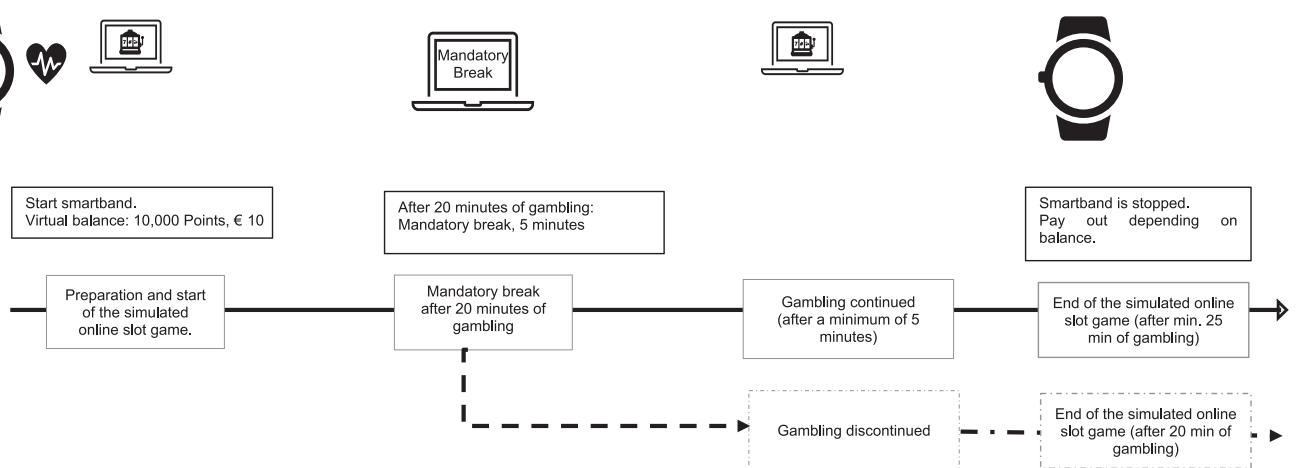 Mandatory
Break
Start smartband.
Virtual balance: 10,000 Points, € 10
After 20 minutes of gambling:
Mandatory break, 5 minutes
Smartband is stopped.
Pay out depending on
balance.
Preparation and start
of the simulated
online slot game.
Mandatory break
after 20 minutes of
gambling
Gambling continued
(after a minimum of 5
minutes)
End of the simulated online
slot game (after min. 25
min of gambling)
Gambling discontinued
End of the simulated online
slot game (after 20 min of
gambling)